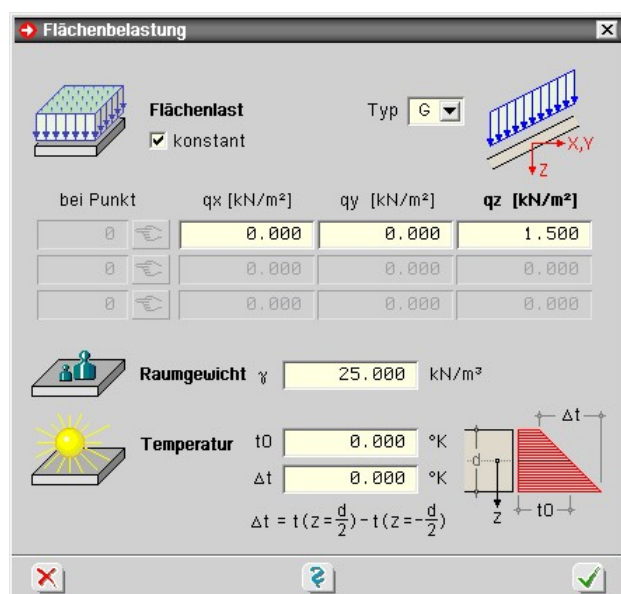 Flächenbelastung
Flächenlast Typ G
konstant
X,Y
Z
bei Punkt qx [kN/m²] qy [kN/m²] qz [kN/m²]
0 0.000 0.000 1.500
0 0.000 0.000 0.000
0 0.000 0.000 0.000
Raumgewicht γ 25.000 kN/m³
Temperatur t0 0.000 °K
Δt 0.000 °K
Δt = t(z=d/2)-t(z=-d/2)
Δt
d
z
t0